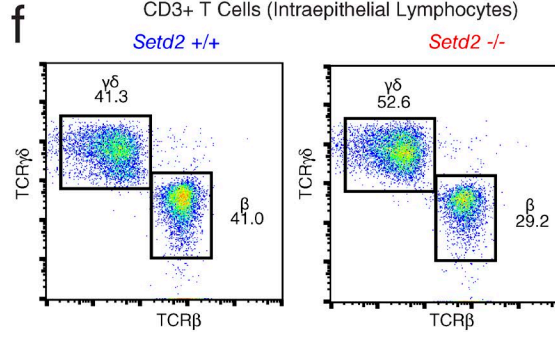 f
CD3+ T Cells (Intraepithelial Lymphocytes)
Setd2 +/+
Setd2 -/-
γδ
41.3
γδ
52.6
β
41.0
β
29.2
TCRγδ
TCRγδ
TCRβ
TCRβ